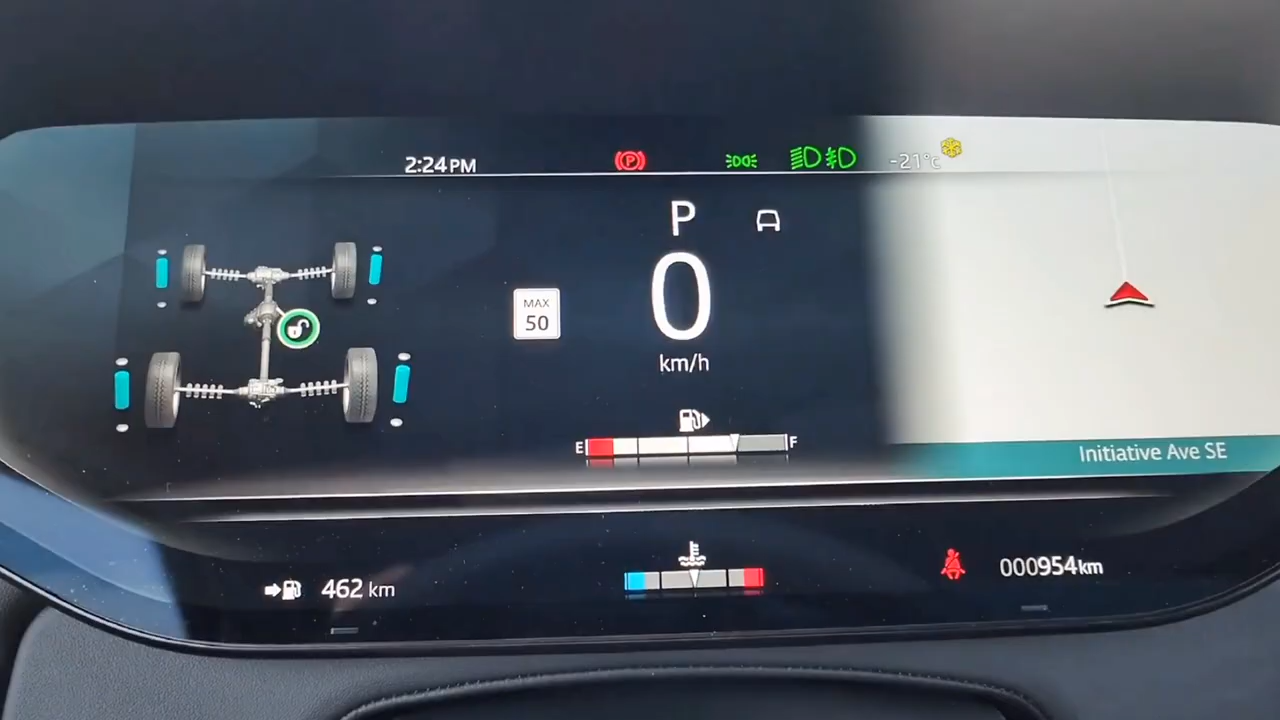 2:24PM
-21°C
P
MAX
50
0
km/h
E
F
Initiative Ave SE
462 km
000954km